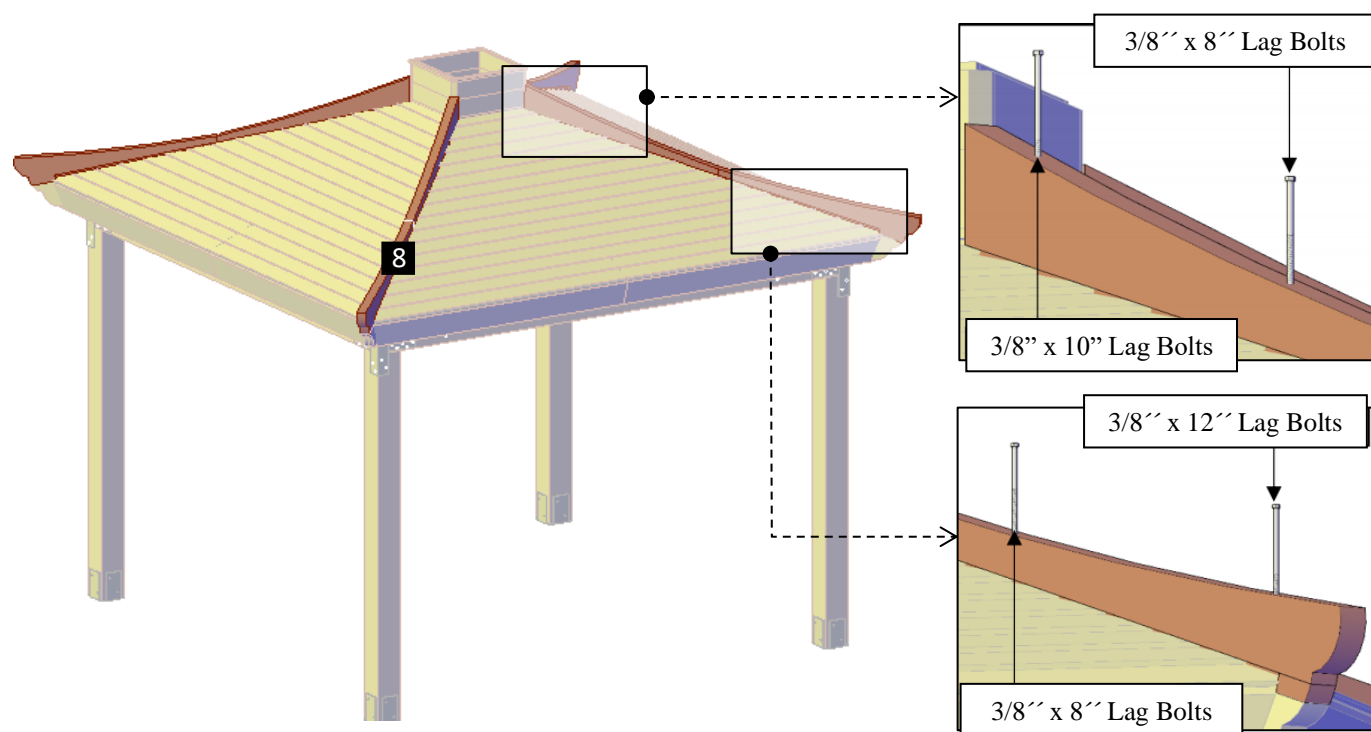 3/8´´ x 8´´ Lag Bolts
8
3/8” x 10” Lag Bolts
3/8´´ x 12´´ Lag Bolts
3/8´´ x 8´´ Lag Bolts